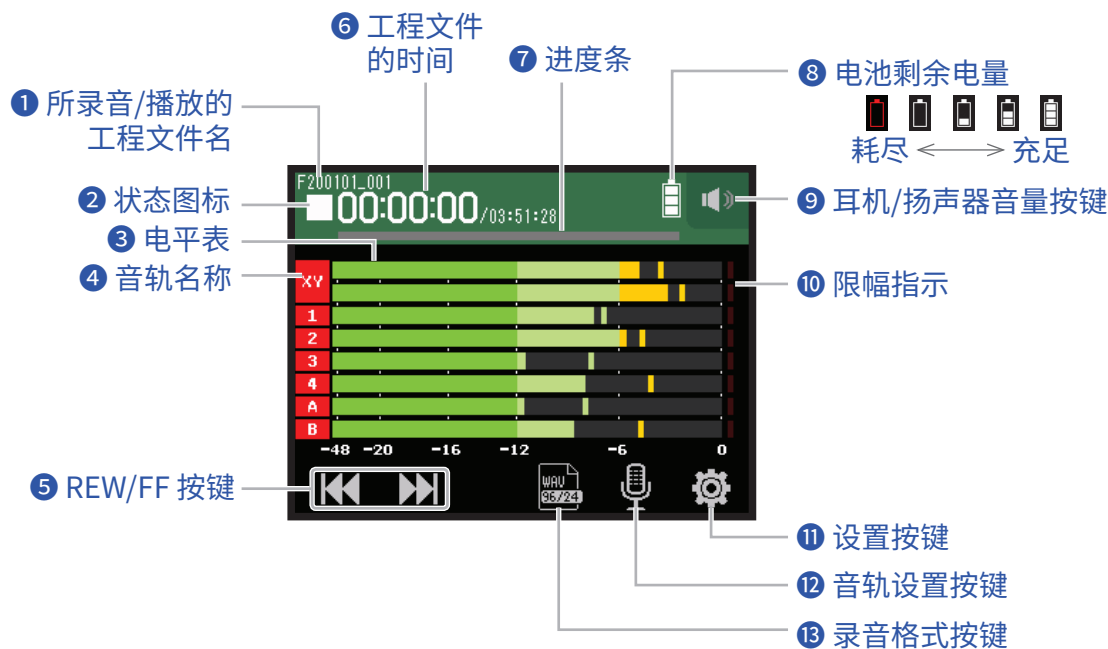 ❻ 工程文件
的时间
❼ 进度条
❽ 电池剩余电量
耗尽 充足
❶ 所录音/播放的
工程文件名
❷ 状态图标
❸ 电平表
❹ 音轨名称
❺ REW/FF 按键
F200101_001
00:00:00/03:51:28
XY
1
2
3
4
A
B
-48 -20 -16 -12 -6 0
WAV
96/24
❾ 耳机/扬声器音量按键
❿ 限幅指示
⓫ 设置按键
⓬ 音轨设置按键
⓭ 录音格式按键